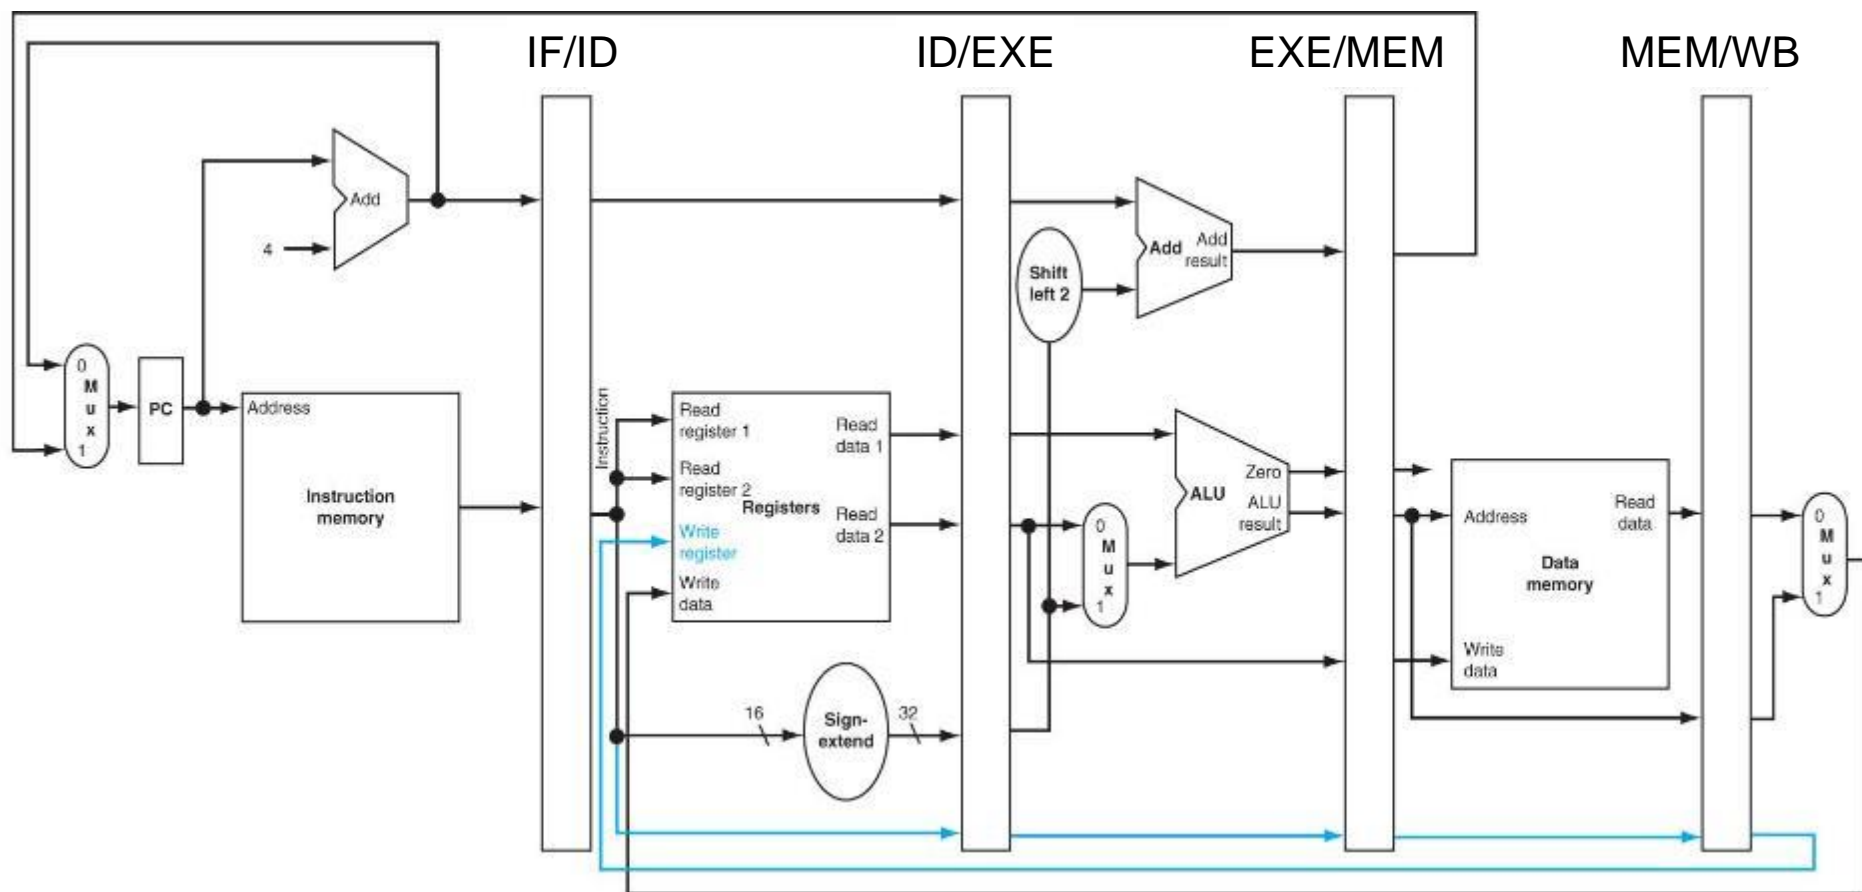 IF/ID
ID/EXE
EXE/MEM
MEM/WB
Add
4
Add
Add
result
Shift
left 2
0
M
u
x
1
PC
Address
Instruction
memory
Instruction
Read
register 1
Read
register 2
Write
register
Write
data
Registers
Read
data 1
Read
data 2
16
Sign-
extend
32
0
M
u
x
1
ALU
Zero
ALU
result
Address
Read
data
Data
memory
Write
data
0
M
u
x
1